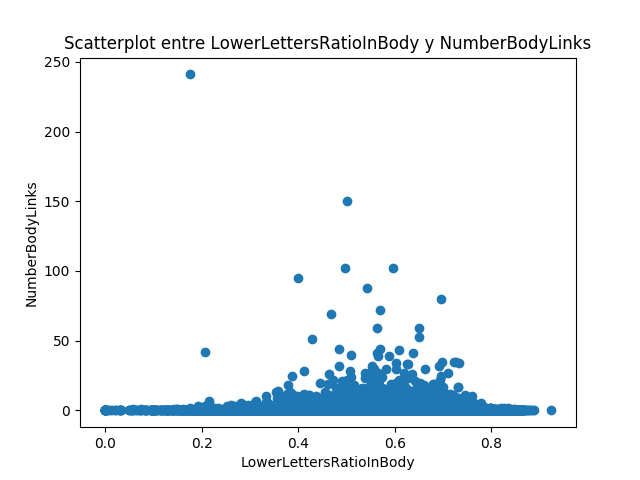 Scatterplot entre LowerLettersRatioInBody y NumberBodyLinks
250
200
150
100
50
0
NumberBodyLinks
0.0 0.2 0.4 0.6 0.8
LowerLettersRatioInBody